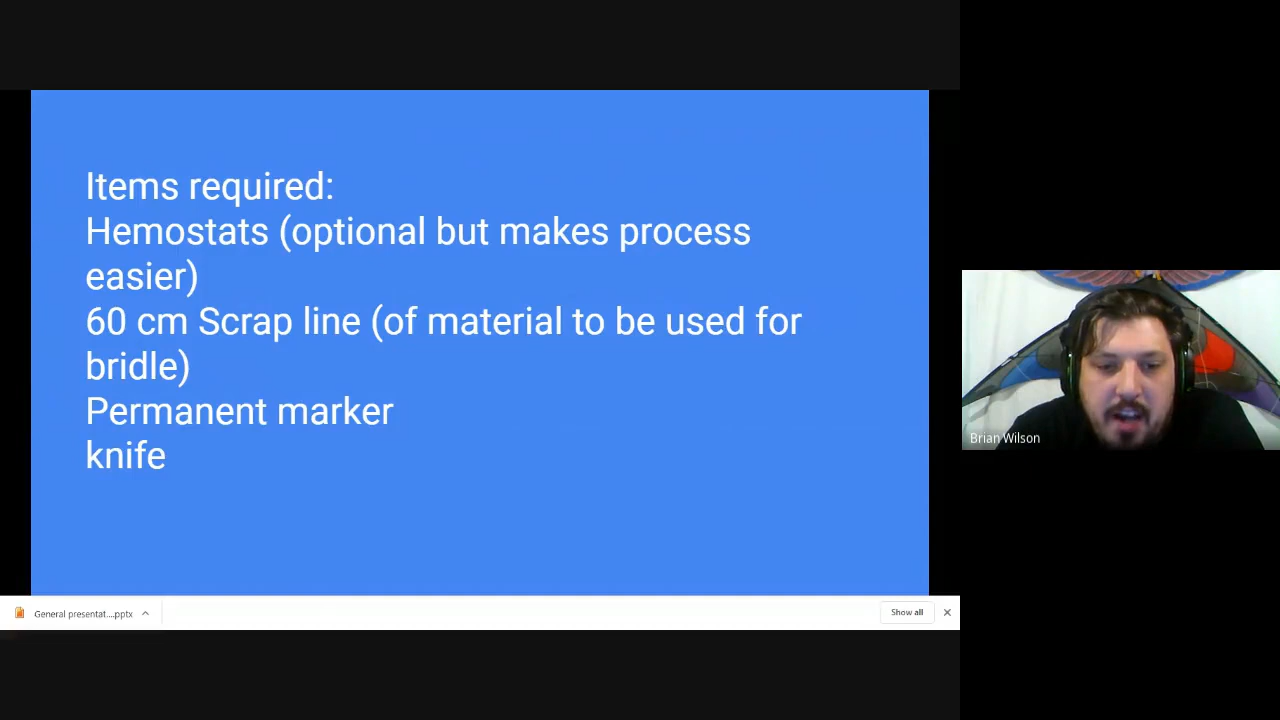 Items required:
Hemostats (optional but makes process
easier)
60 cm Scrap line (of material to be used for
bridle)
Permanent marker
knife
Brian Wilson
General presentat....pptx
Show all